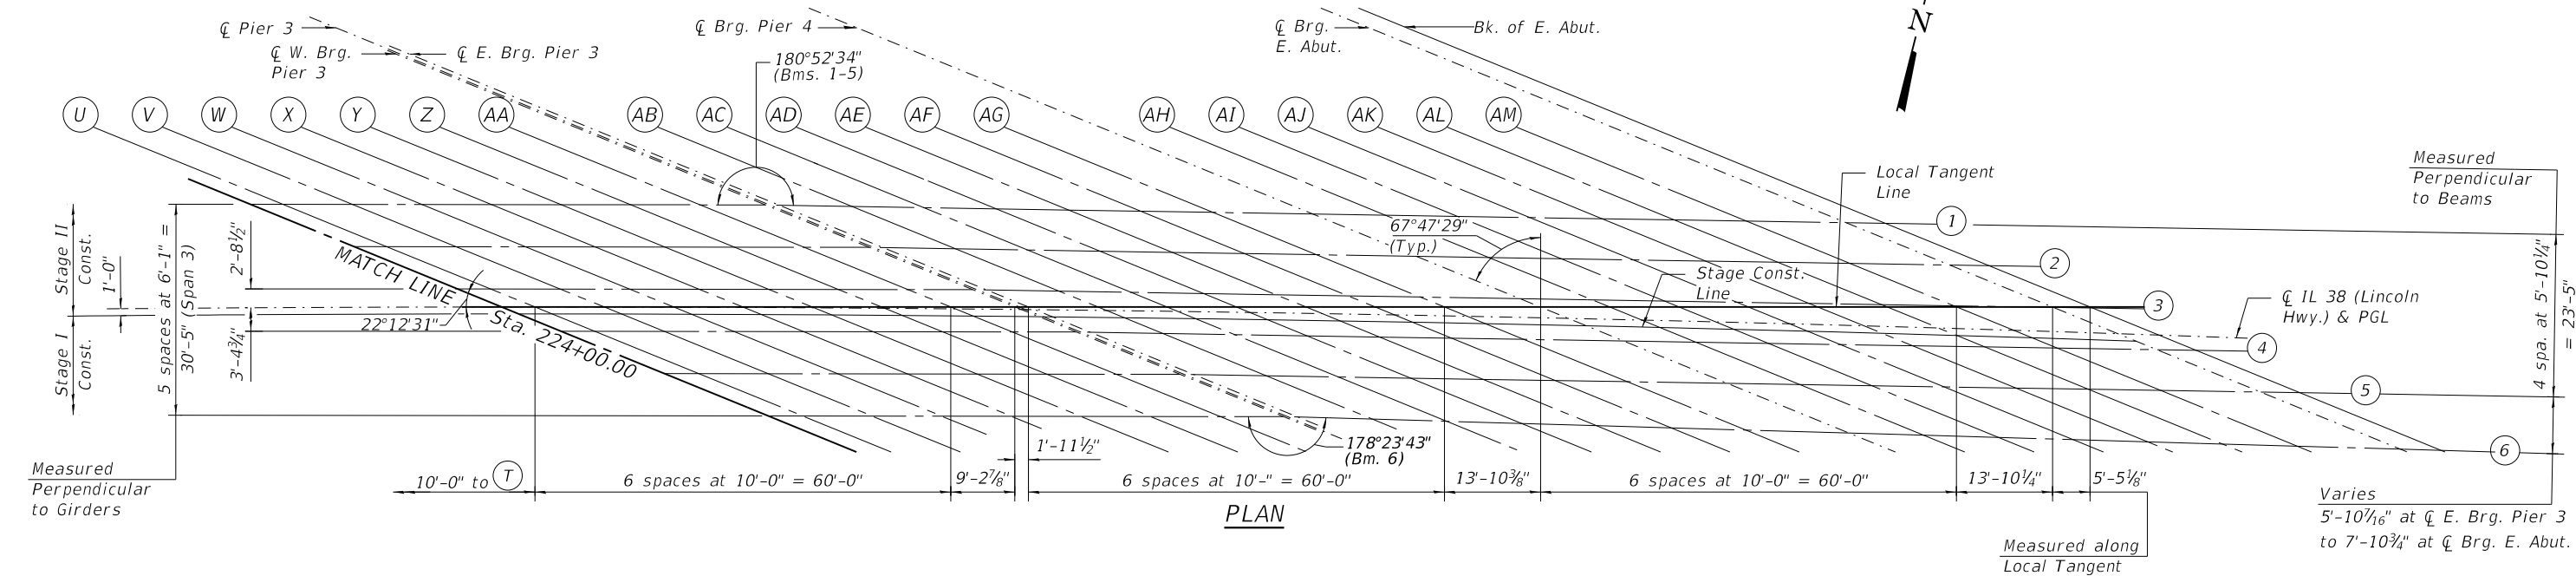 ℄ Pier 3
℄ W. Brg.
Pier 3
℄ E. Brg. Pier 3
℄ Brg. Pier 4
180°52'34"
(Bms. 1-5)
℄ Brg.
E. Abut.
Bk. of E. Abut.
N
U V W X Y Z AA AB AC AD AE AF AG AH AI AJ AK AL AM
Local Tangent
Line
Measured
Perpendicular
to Beams
67°47'29"
(Typ.)
Stage Const.
Line
1
2
3
4
5
6
℄ IL 38 (Lincoln
Hwy.) & PGL
4 spa. at 5'-10¼"
= 23'-5"
Stage II
Const.
Stage I
Const.
1'-0"
5 spaces at 6'-1" =
30'-5" (Span 3)
2'-8½"
3'-4¾"
MATCH LINE
Sta. 224+00.00
22°12'31"
178°23'43"
(Bm. 6)
1'-11½"
Measured
Perpendicular
to Girders
10'-0" to T
6 spaces at 10'-0" = 60'-0"
9'-2⅞"
6 spaces at 10'-" = 60'-0"
13'-10⅜"
6 spaces at 10'-0" = 60'-0"
13'-10¼"
5'-5⅛"
PLAN
Measured along
Local Tangent
Varies
5'-10⁷⁄₁₆" at ℄ E. Brg. Pier 3
to 7'-10¾" at ℄ Brg. E. Abut.